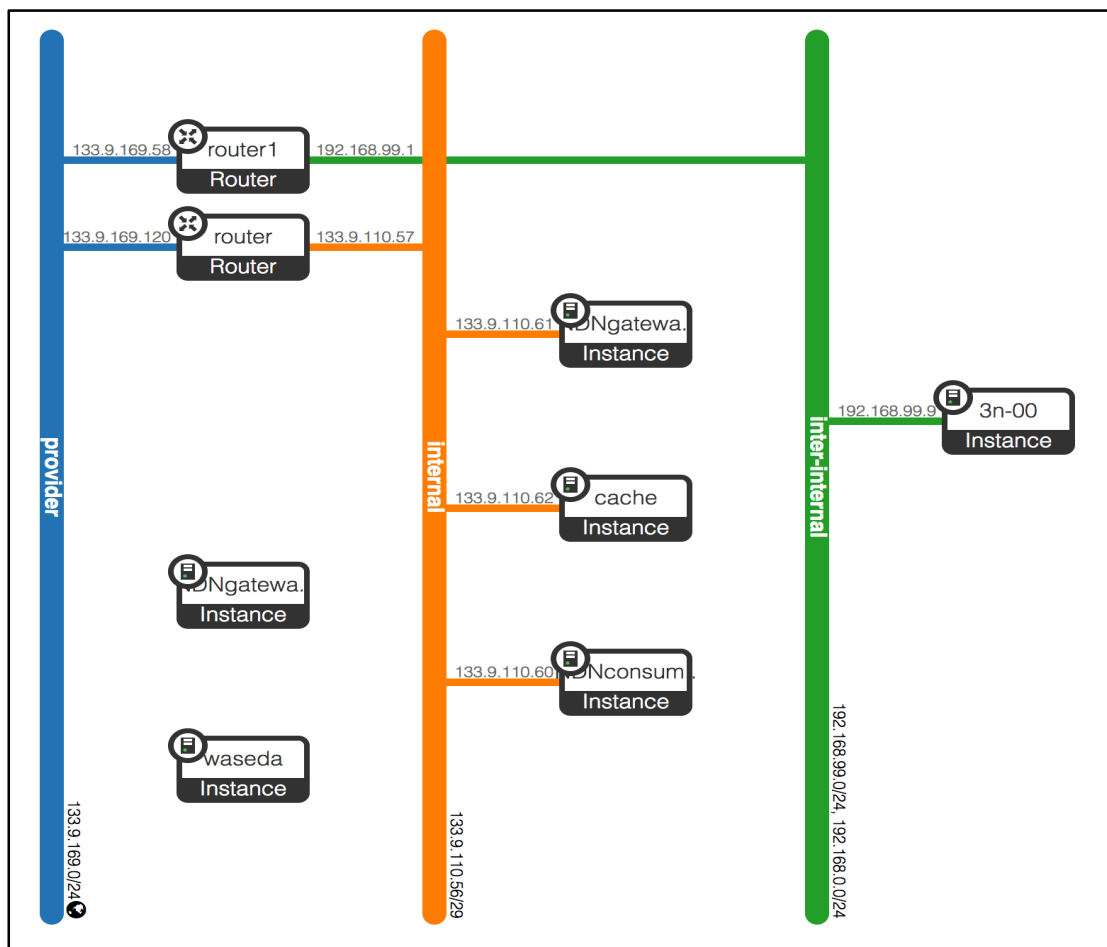 133.9.169.58
router1
Router
192.168.99.1
133.9.169.120
router
Router
133.9.110.57
133.9.110.61
DNgatewa..
Instance
192.168.99.9
3n-00
Instance
provider
internal
inter-internal
133.9.110.62
cache
Instance
DNgatewa..
Instance
133.9.110.60
DNconsum..
Instance
waseda
Instance
133.9.169.0/24
133.9.110.56/29
192.168.99.0/24, 192.168.0.0/24